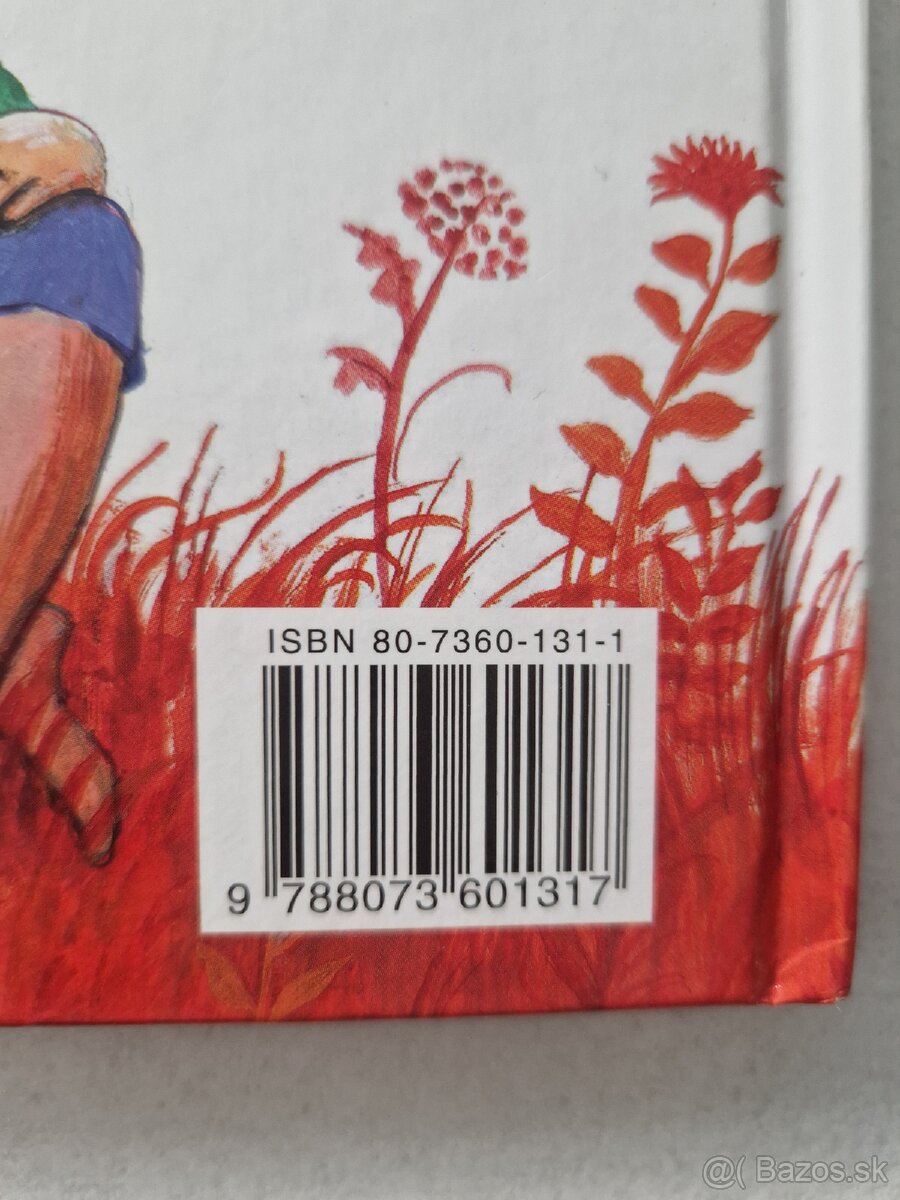 ISBN 80-7360-131-1
9 788073 601317
@( Bazos.sk